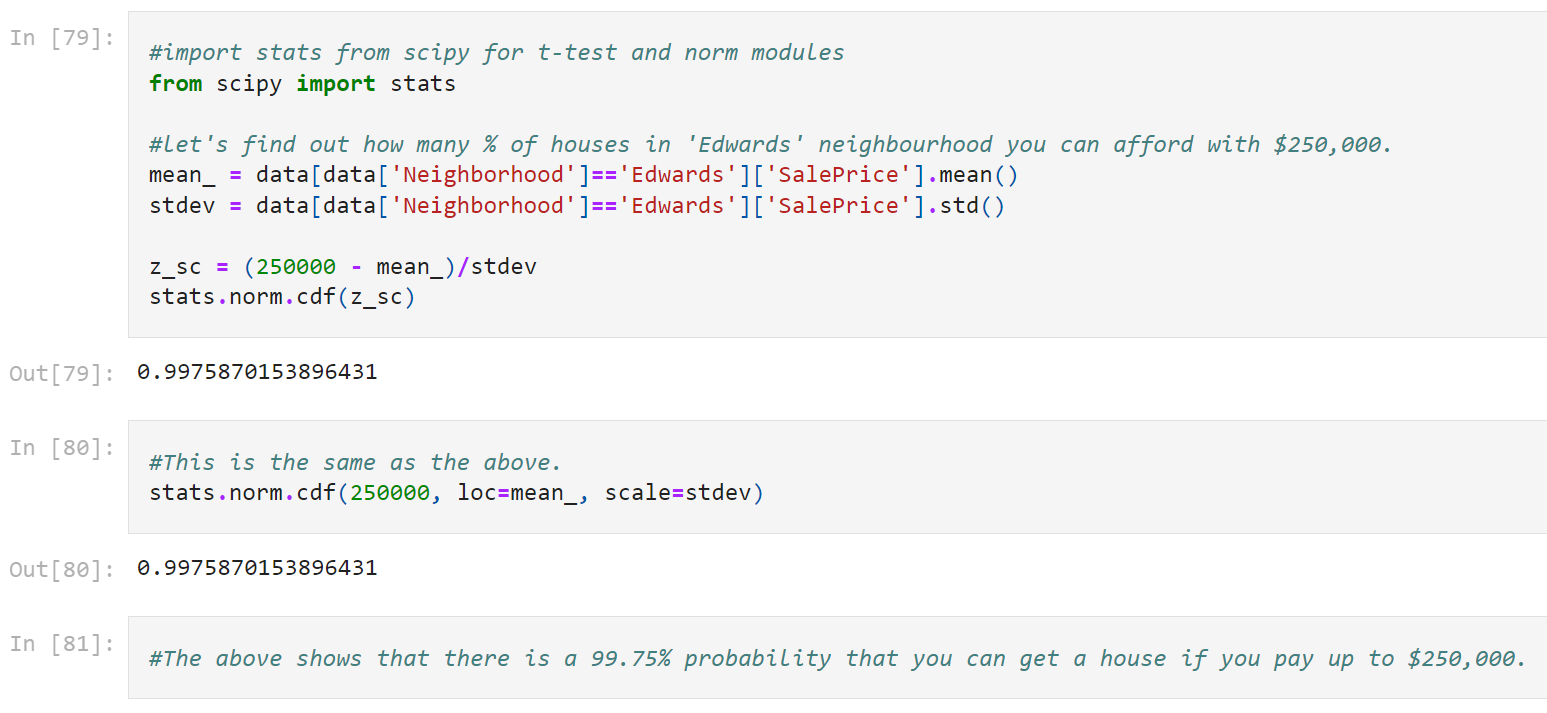 In [79]:
#import stats from scipy for t-test and norm modules
from scipy import stats
#let's find out how many % of houses in 'Edwards' neighbourhood you can afford with $250,000.
mean_ = data[data['Neighborhood']=='Edwards']['SalePrice'].mean()
stdev = data[data['Neighborhood']=='Edwards']['SalePrice'].std()
z_sc = (250000 - mean_)/stdev
stats.norm.cdf(z_sc)
Out[79]: 0.9975870153896431
In [80]:
#This is the same as the above.
stats.norm.cdf(250000, loc=mean_, scale=stdev)
Out[80]: 0.9975870153896431
In [81]:
#The above shows that there is a 99.75% probability that you can get a house if you pay up to $250,000.